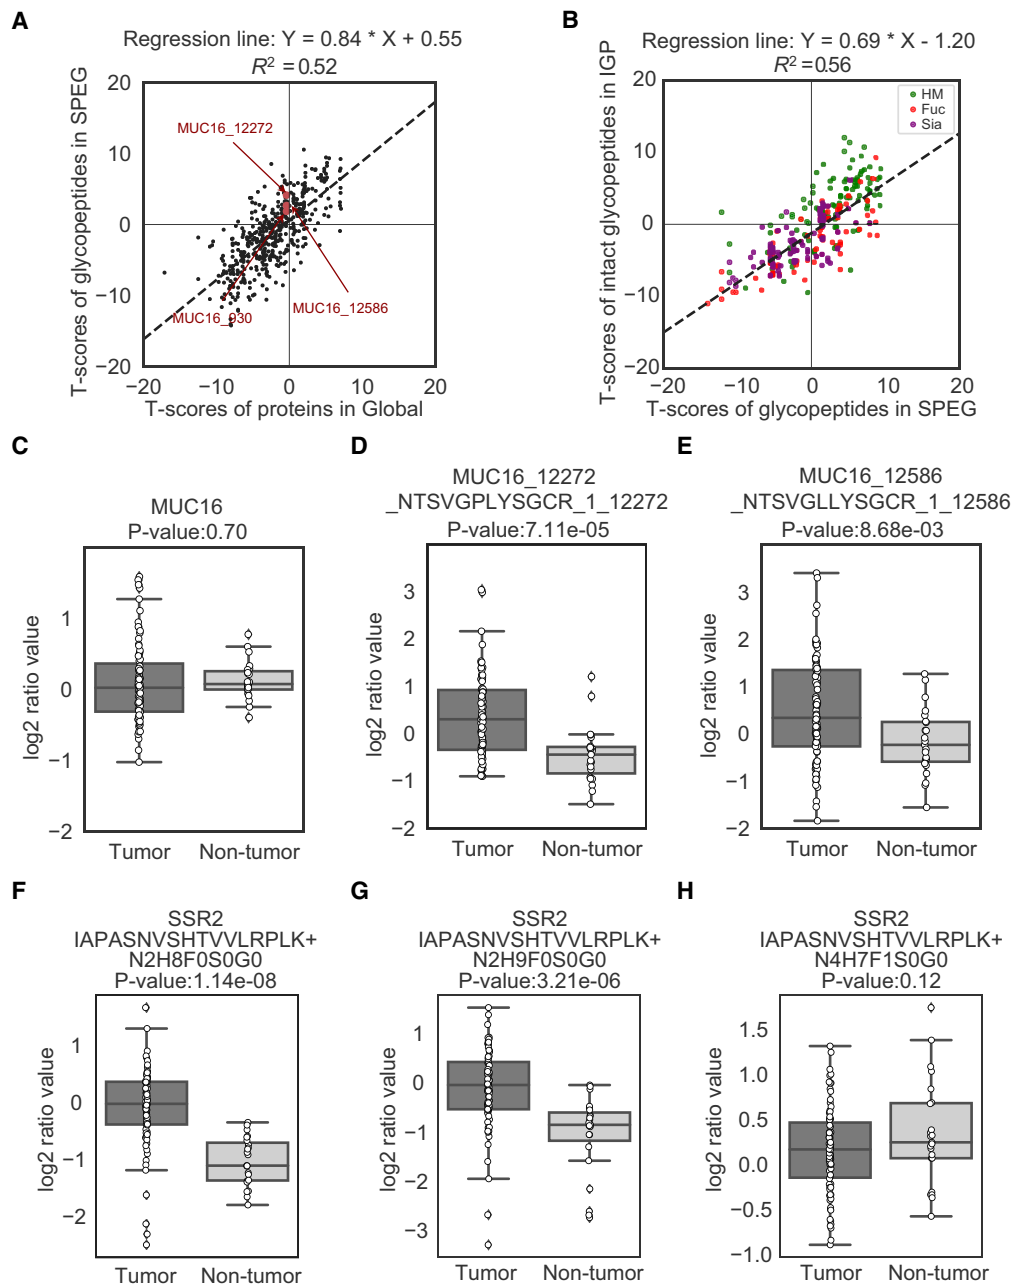 A
Regression line: Y = 0.84 * X + 0.55
R² =0.52
T-scores of glycopeptides in SPEG
20
10
0
−10
−20
MUC16_12272
MUC16_930
MUC16_12586
−20
−10
0
10
20
T-scores of proteins in Global
B
Regression line: Y = 0.69 * X - 1.20
R² =0.56
T-scores of intact glycopeptides in IGP
20
10
0
−10
−20
HM
Fuc
Sia
−20
−10
0
10
20
T-scores of glycopeptides in SPEG
C
MUC16
P-value:0.70
log2 ratio value
1
0
−1
−2
Tumor
Non-tumor
D
MUC16_12272
_NTSVGPLYSGCR_1_12272
P-value:7.11e-05
log2 ratio value
3
2
1
0
−1
−2
Tumor
Non-tumor
E
MUC16_12586
_NTSVGLLYSGCR_1_12586
P-value:8.68e-03
log2 ratio value
3
2
1
0
−1
−2
Tumor
Non-tumor
F
SSR2
IAPASNVSHTVVLRPLK+
N2H8F0S0G0
P-value:1.14e-08
log2 ratio value
1
0
−1
−2
Tumor
Non-tumor
G
SSR2
IAPASNVSHTVVLRPLK+
N2H9F0S0G0
P-value:3.21e-06
log2 ratio value
1
0
−1
−2
−3
Tumor
Non-tumor
H
SSR2
IAPASNVSHTVVLRPLK+
N4H7F1S0G0
P-value:0.12
log2 ratio value
1.5
1.0
0.5
0.0
−0.5
−1.0
Tumor
Non-tumor